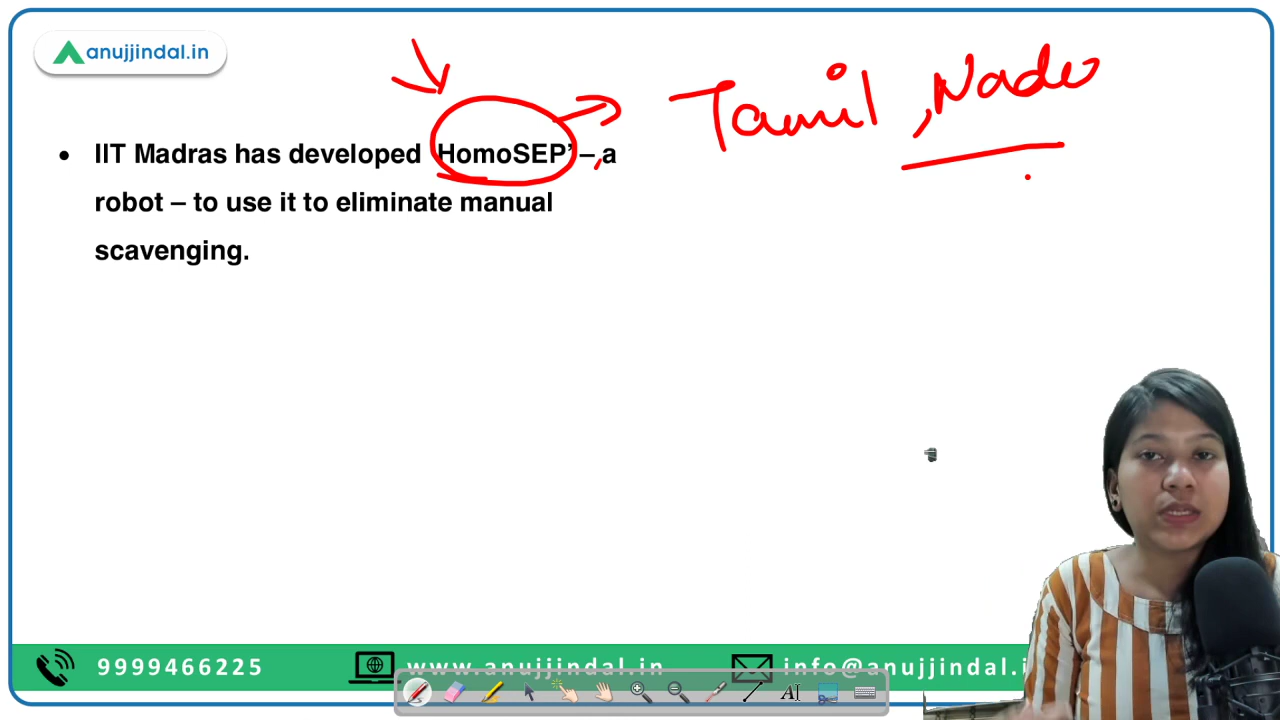 anujjindal.in
Tamil Nadu
• IIT Madras has developed 'HomoSEP' – a
robot – to use it to eliminate manual
scavenging.
9999466225
www.anujjindal.in
info@anujjindal.i
AI